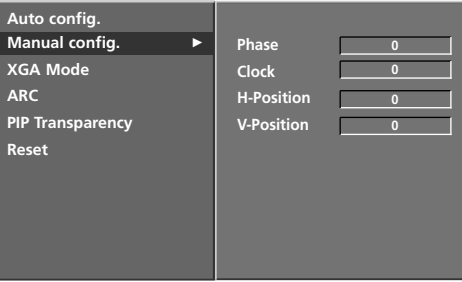 Auto config.
Manual config. ►
XGA Mode
ARC
PIP Transparency
Reset
Phase 0
Clock 0
H-Position 0
V-Position 0